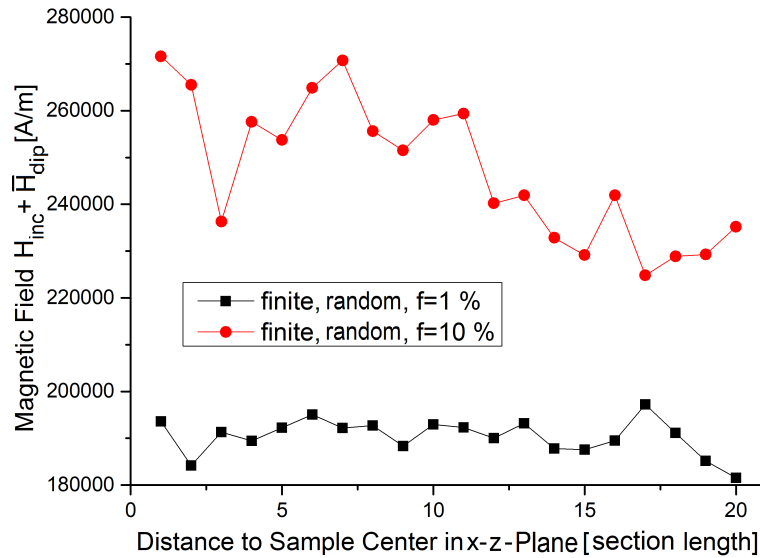 280000
260000
240000
220000
200000
180000
Magnetic Field H_inc + H̅_dip [A/m]
finite, random, f=1 %
finite, random, f=10 %
0 5 10 15 20
Distance to Sample Center in x-z-Plane [section length]